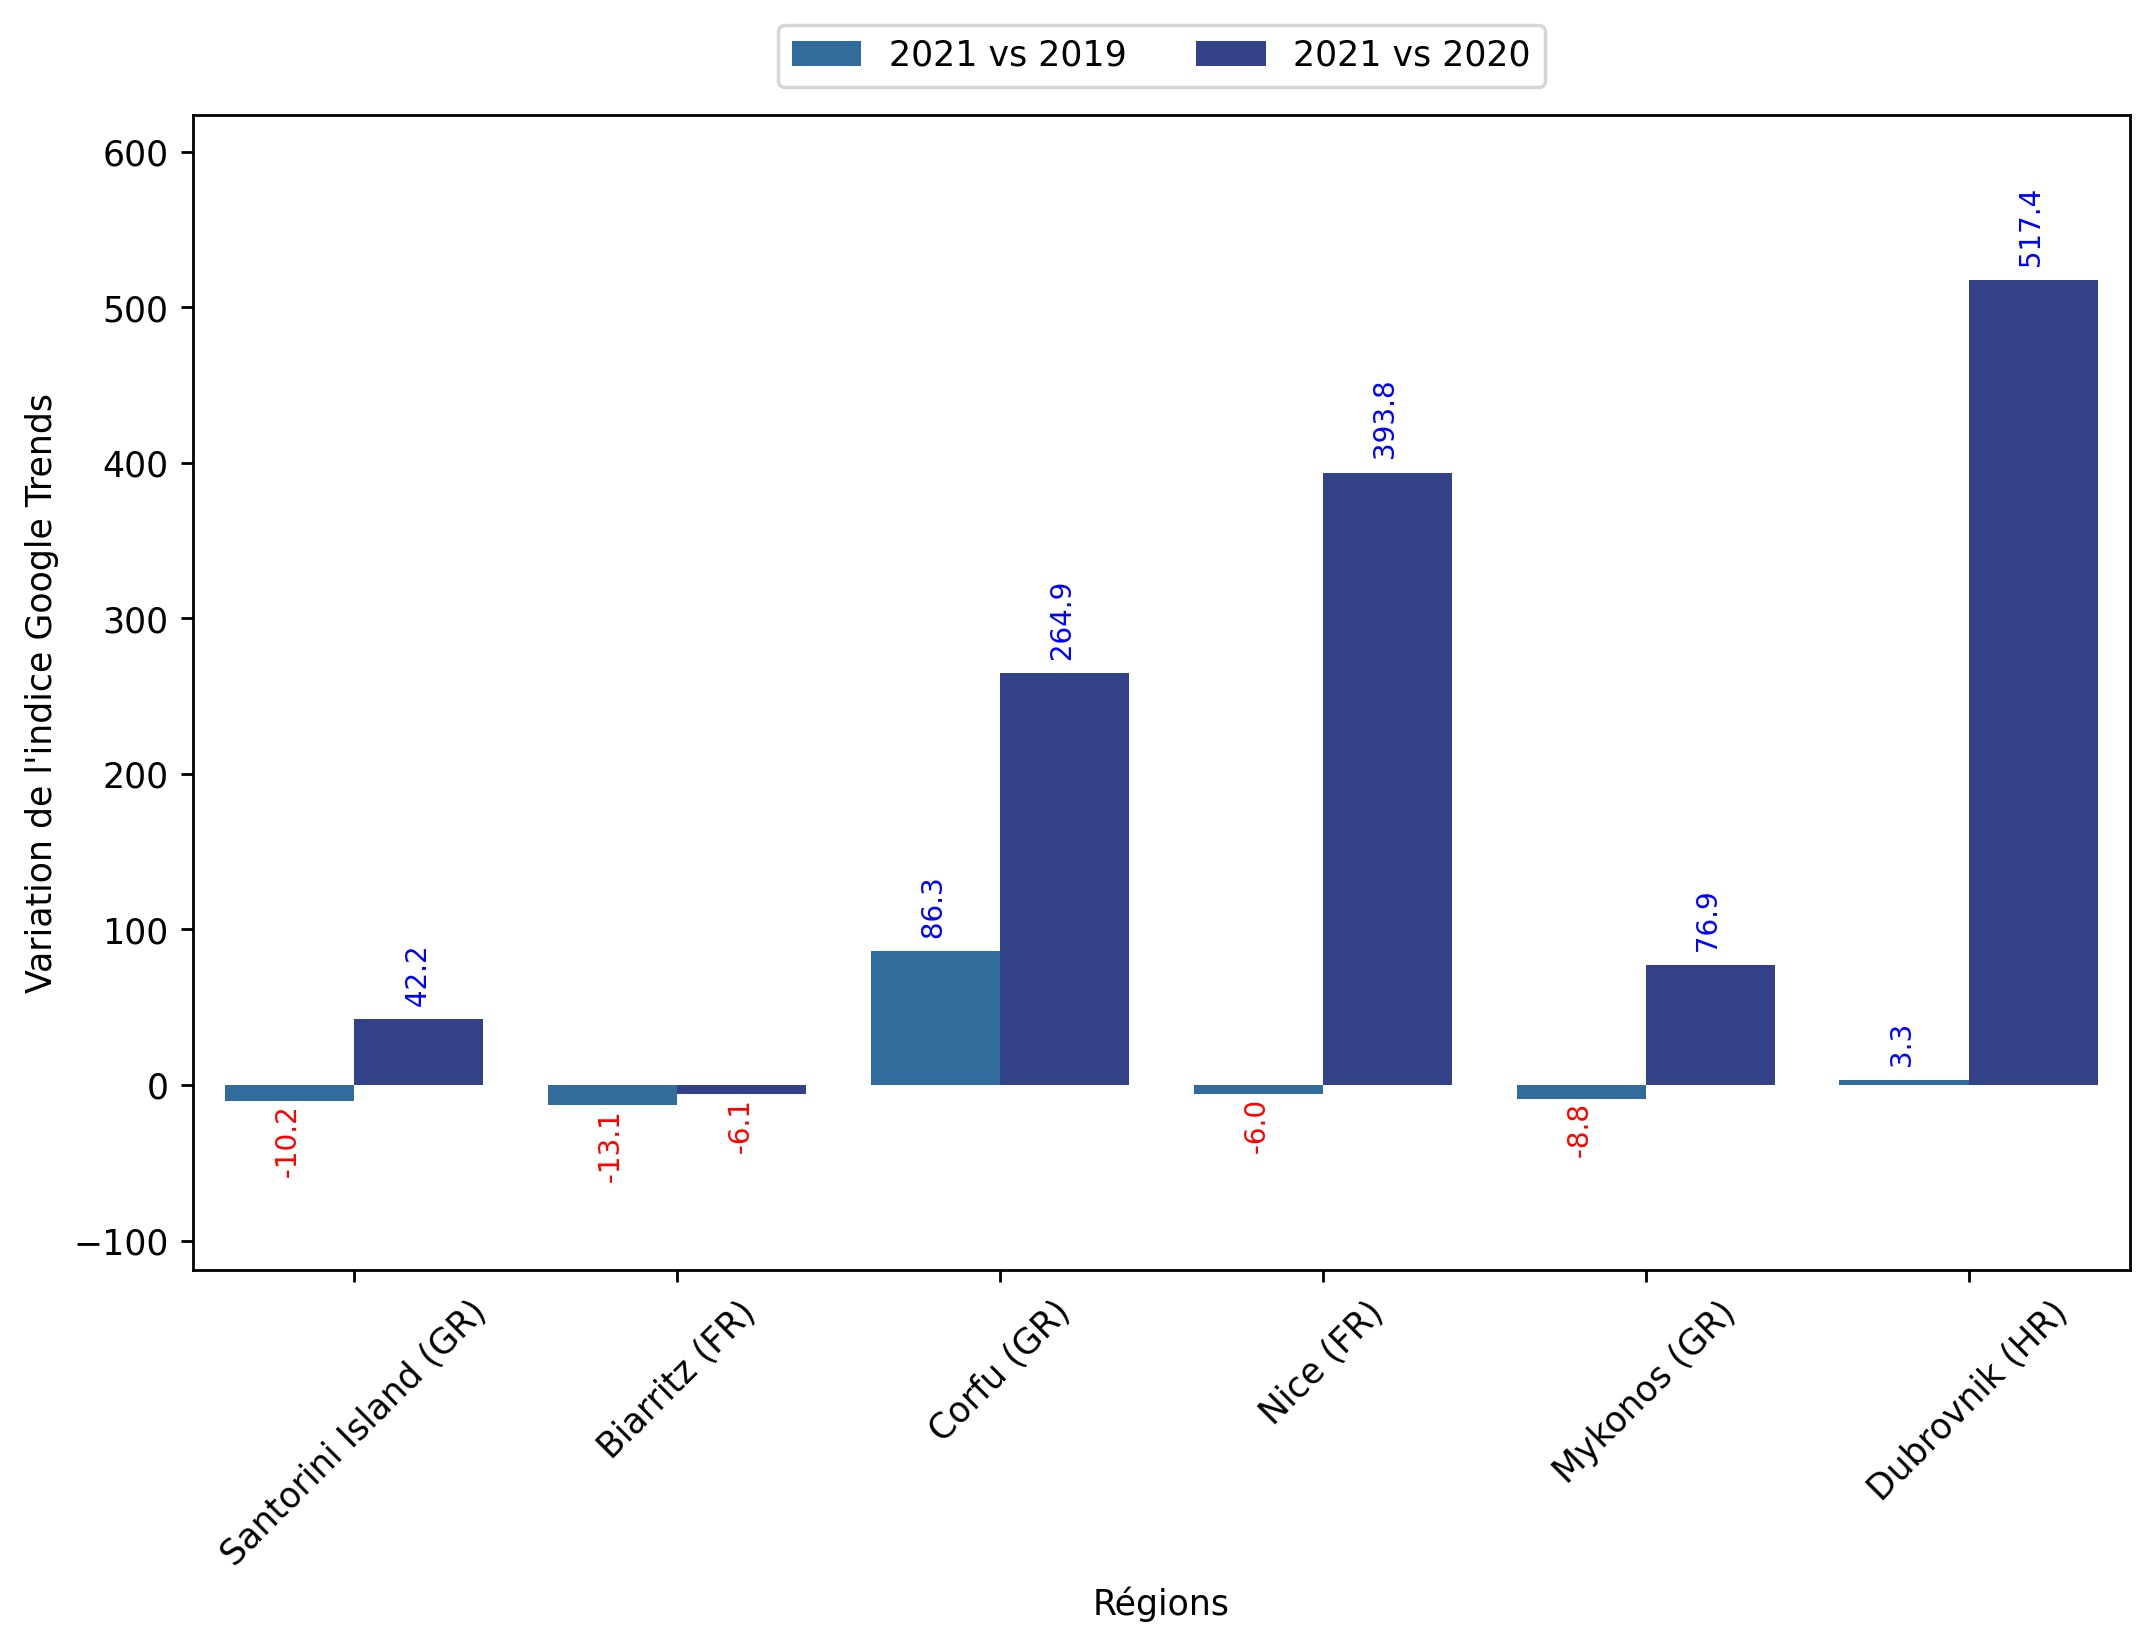 2021 vs 2019
2021 vs 2020
Variation de l'indice Google Trends
600
500
400
300
200
100
0
−100
-10.2
42.2
-13.1
-6.1
86.3
264.9
-6.0
393.8
-8.8
76.9
3.3
517.4
Santorini Island (GR)
Biarritz (FR)
Corfu (GR)
Nice (FR)
Mykonos (GR)
Dubrovnik (HR)
Régions